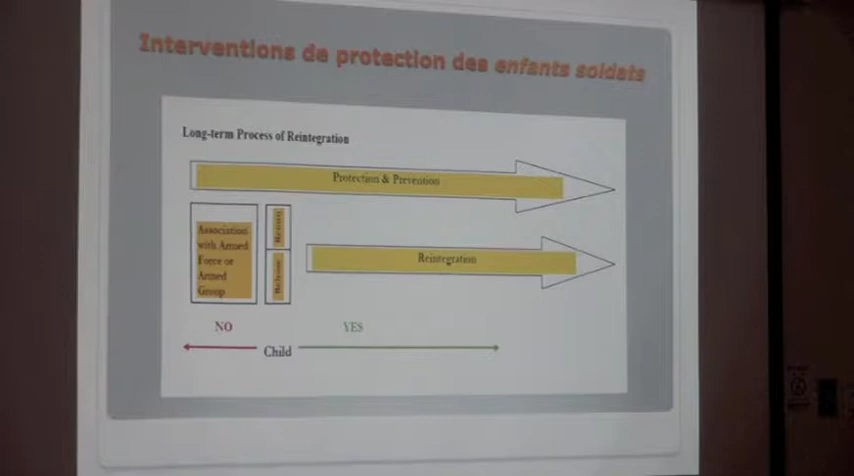 Interventions de protection des enfants soldats
Long-term Process of Reintegration
Protection & Prevention
Association
with Armed
Force or
Armed
Group
Release
Reintegration
NO
YES
Child